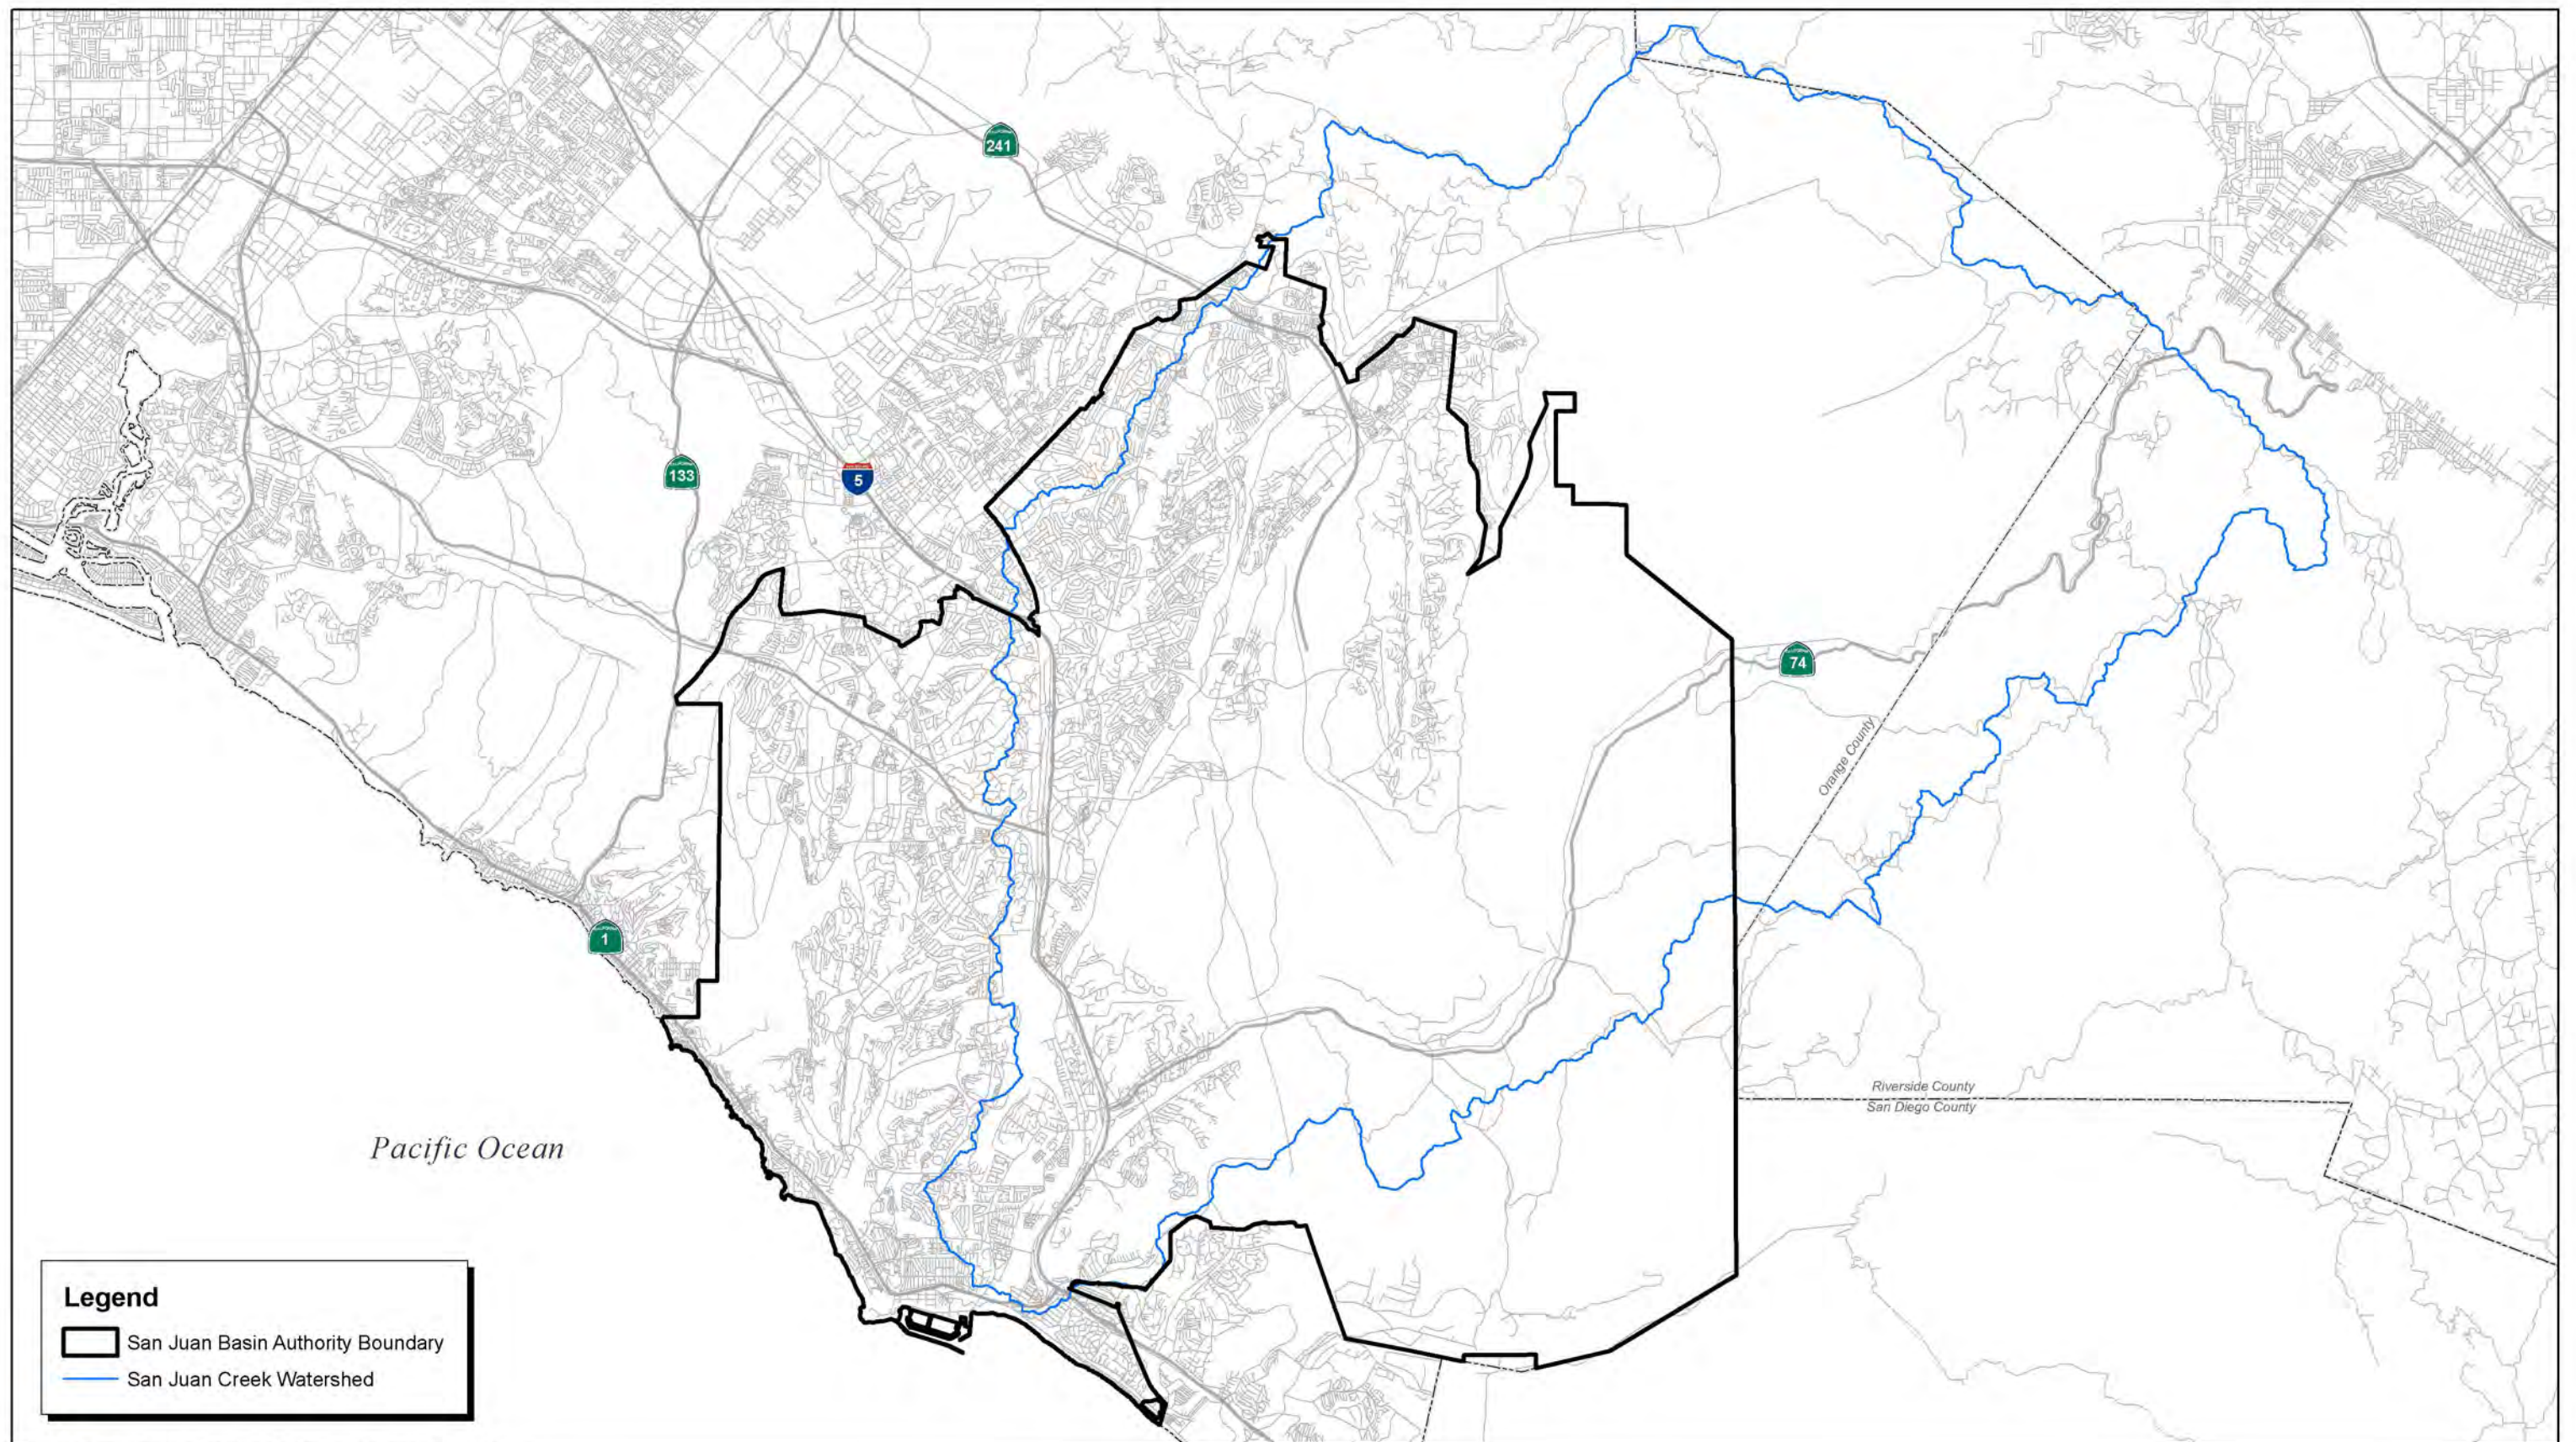 241
133
5
74
Orange County
1
Riverside County
San Diego County
Pacific Ocean
Legend
San Juan Basin Authority Boundary
San Juan Creek Watershed